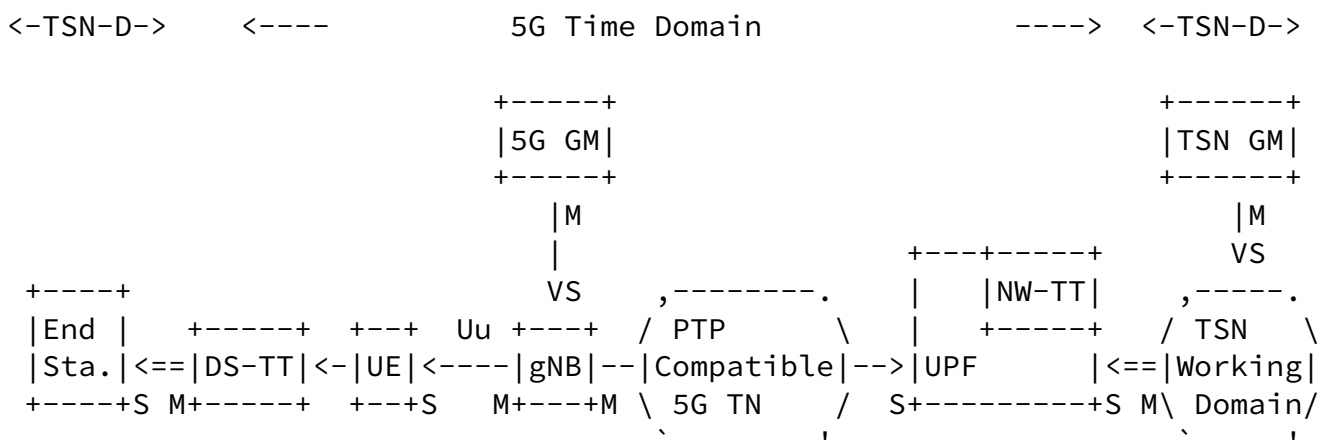 <-TSN-D->    <----           5G Time Domain                ---->  <-TSN-D->
                             +-----+                                 +------+
                             |5G GM|                                 |TSN GM|
                             +-----+                                 +------+
                                |M                                       |M
                                |                    +---+-----+        VS
 +----+                         VS    ,--------.     |   |NW-TT|     ,-----.
 |End |   +-----+  +--+  Uu +---+  / PTP        \   |   +-----+   / TSN   \
 |Sta.|<==|DS-TT|<-|UE|<----|gNB|--|Compatible|-->|UPF      |<==|Working|
 +----+S M+-----+  +--+S   M+---+M \ 5G TN    /  S+---------+S M\ Domain/
                                      `        '                     `     '